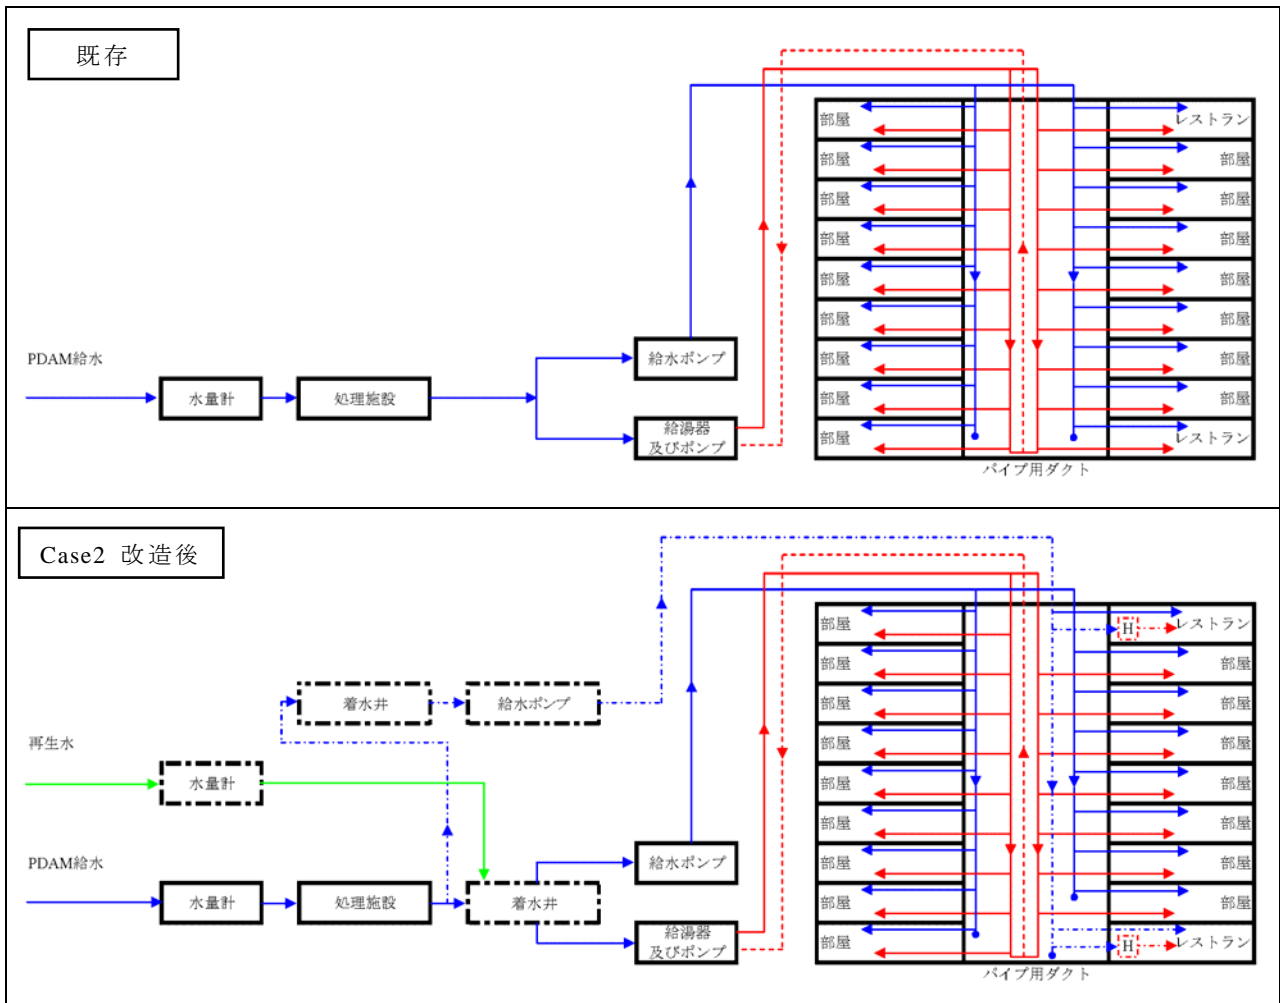 既存
部屋
レストラン
部屋
部屋
部屋
部屋
部屋
部屋
部屋
部屋
部屋
部屋
PDAM給水
給水ポンプ
部屋
部屋
水量計
処理施設
部屋
部屋
給湯器
及びポンプ
部屋
レストラン
パイプ用ダクト
Case2 改造後
部屋
H
レストラン
部屋
部屋
着水井
給水ポンプ
部屋
部屋
再生水
部屋
部屋
水量計
部屋
部屋
部屋
部屋
PDAM給水
給水ポンプ
部屋
部屋
水量計
処理施設
着水井
部屋
部屋
給湯器
及びポンプ
部屋
H
レストラン
パイプ用ダクト